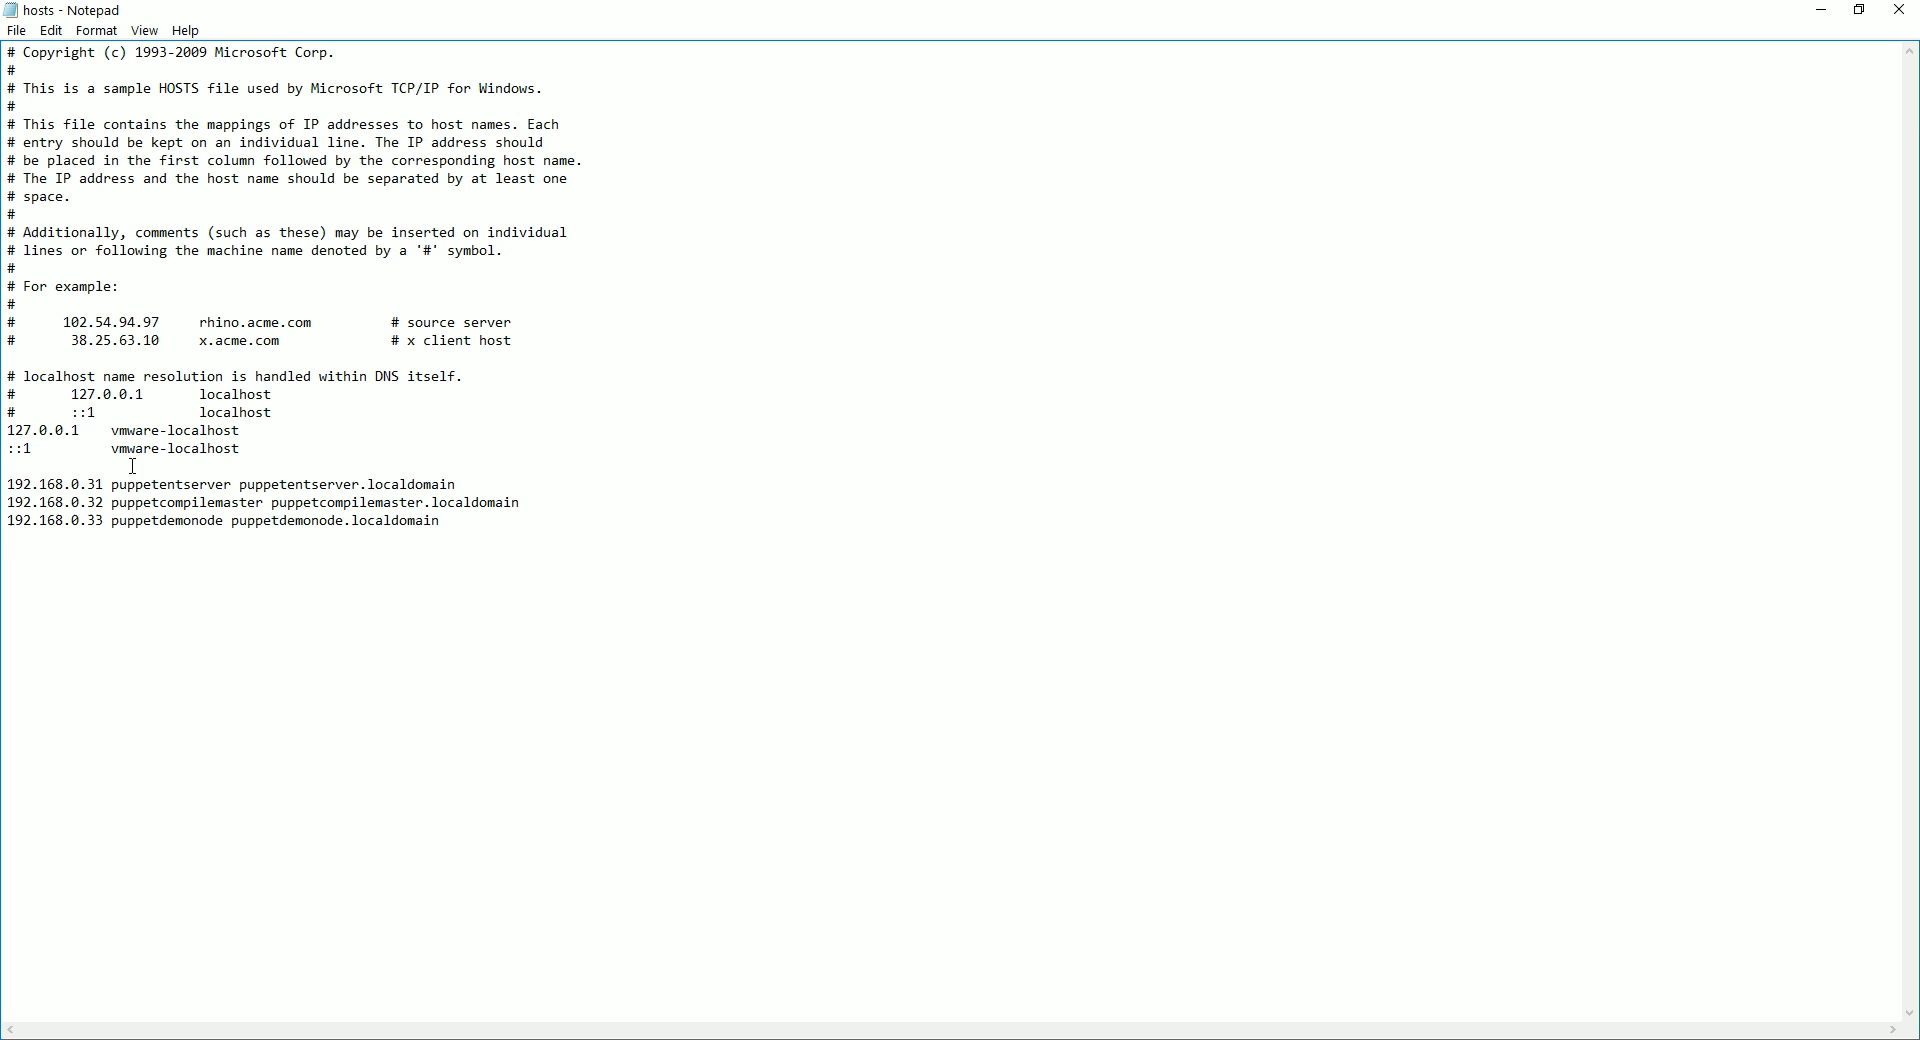 hosts - Notepad
File Edit Format View Help
# Copyright (c) 1993-2009 Microsoft Corp.
#
# This is a sample HOSTS file used by Microsoft TCP/IP for Windows.
#
# This file contains the mappings of IP addresses to host names. Each
# entry should be kept on an individual line. The IP address should
# be placed in the first column followed by the corresponding host name.
# The IP address and the host name should be separated by at least one
# space.
#
# Additionally, comments (such as these) may be inserted on individual
# lines or following the machine name denoted by a '#' symbol.
#
# For example:
#
#      102.54.94.97     rhino.acme.com          # source server
#       38.25.63.10     x.acme.com              # x client host

# localhost name resolution is handled within DNS itself.
#       127.0.0.1       localhost
#       ::1             localhost
127.0.0.1    vmware-localhost
::1          vmware-localhost

192.168.0.31 puppetentserver puppetentserver.localdomain
192.168.0.32 puppetcompilemaster puppetcompilemaster.localdomain
192.168.0.33 puppetdemonode puppetdemonode.localdomain